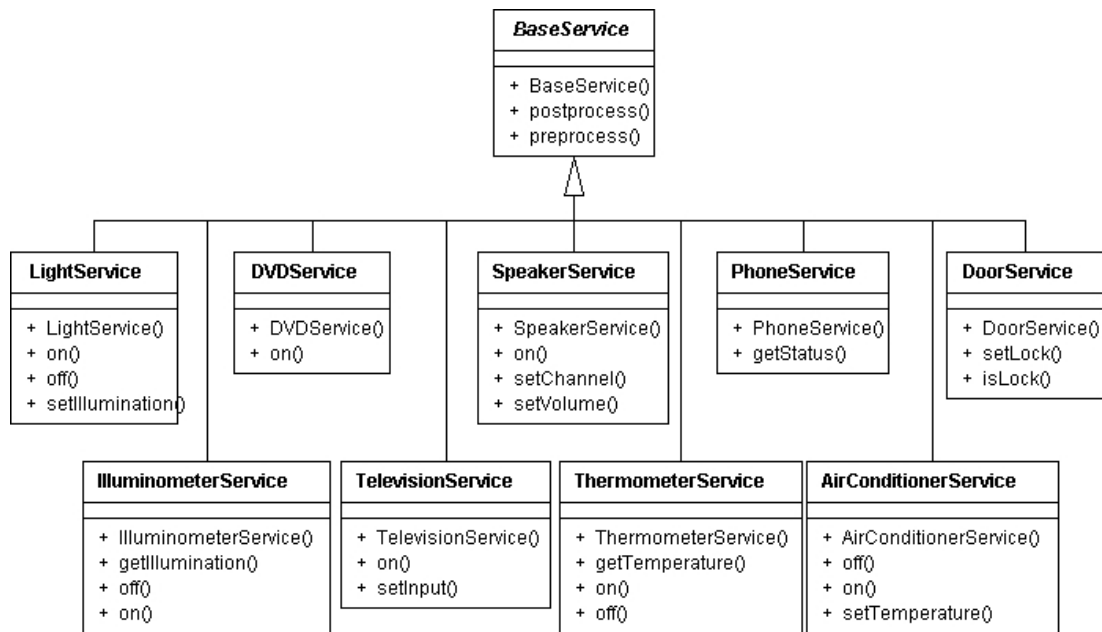 BaseService
+ BaseService()
+ postprocess()
+ preprocess()
LightService
+ LightService()
+ on()
+ off()
+ setIllumination()
DVDService
+ DVDService()
+ on()
SpeakerService
+ SpeakerService()
+ on()
+ setChannel()
+ setVolume()
PhoneService
+ PhoneService()
+ getStatus()
DoorService
+ DoorService()
+ setLock()
+ isLock()
IlluminometerService
+ IlluminometerService()
+ getIllumination()
+ off()
+ on()
TelevisionService
+ TelevisionService()
+ on()
+ setInput()
ThermometerService
+ ThermometerService()
+ getTemperature()
+ on()
+ off()
AirConditionerService
+ AirConditionerService()
+ off()
+ on()
+ setTemperature()